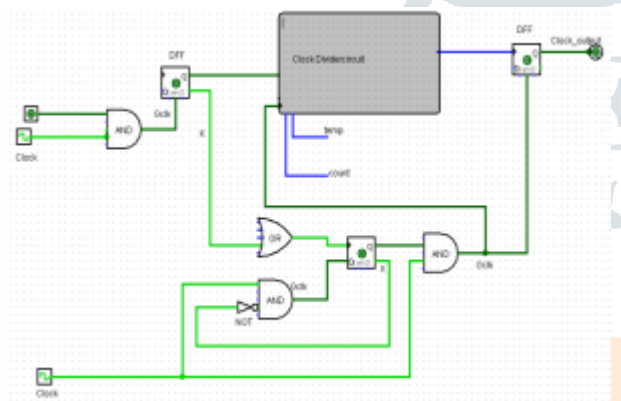 DFF
Clock_output
Clock Dividercircuit
DFF
Q
Q
AND
Gclk
Clock
temp
K
count
OR
Q
AND
Gclk
X
Gclk
AND
NOT
Clock